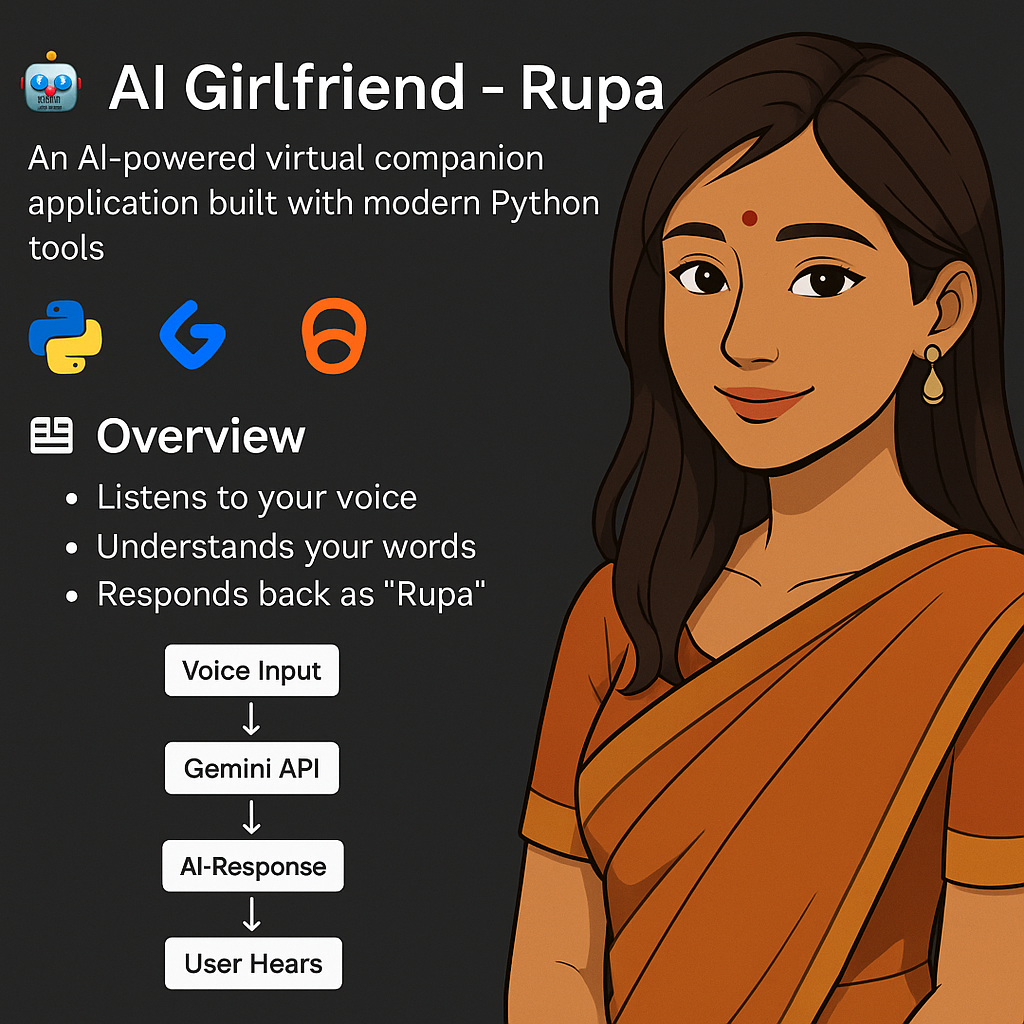 AI Girlfriend - Rupa
An AI-powered virtual companion
application built with modern Python
tools
Overview
• Listens to your voice
• Understands your words
• Responds back as "Rupa"
Voice Input
↓
Gemini API
↓
AI-Response
↓
User Hears